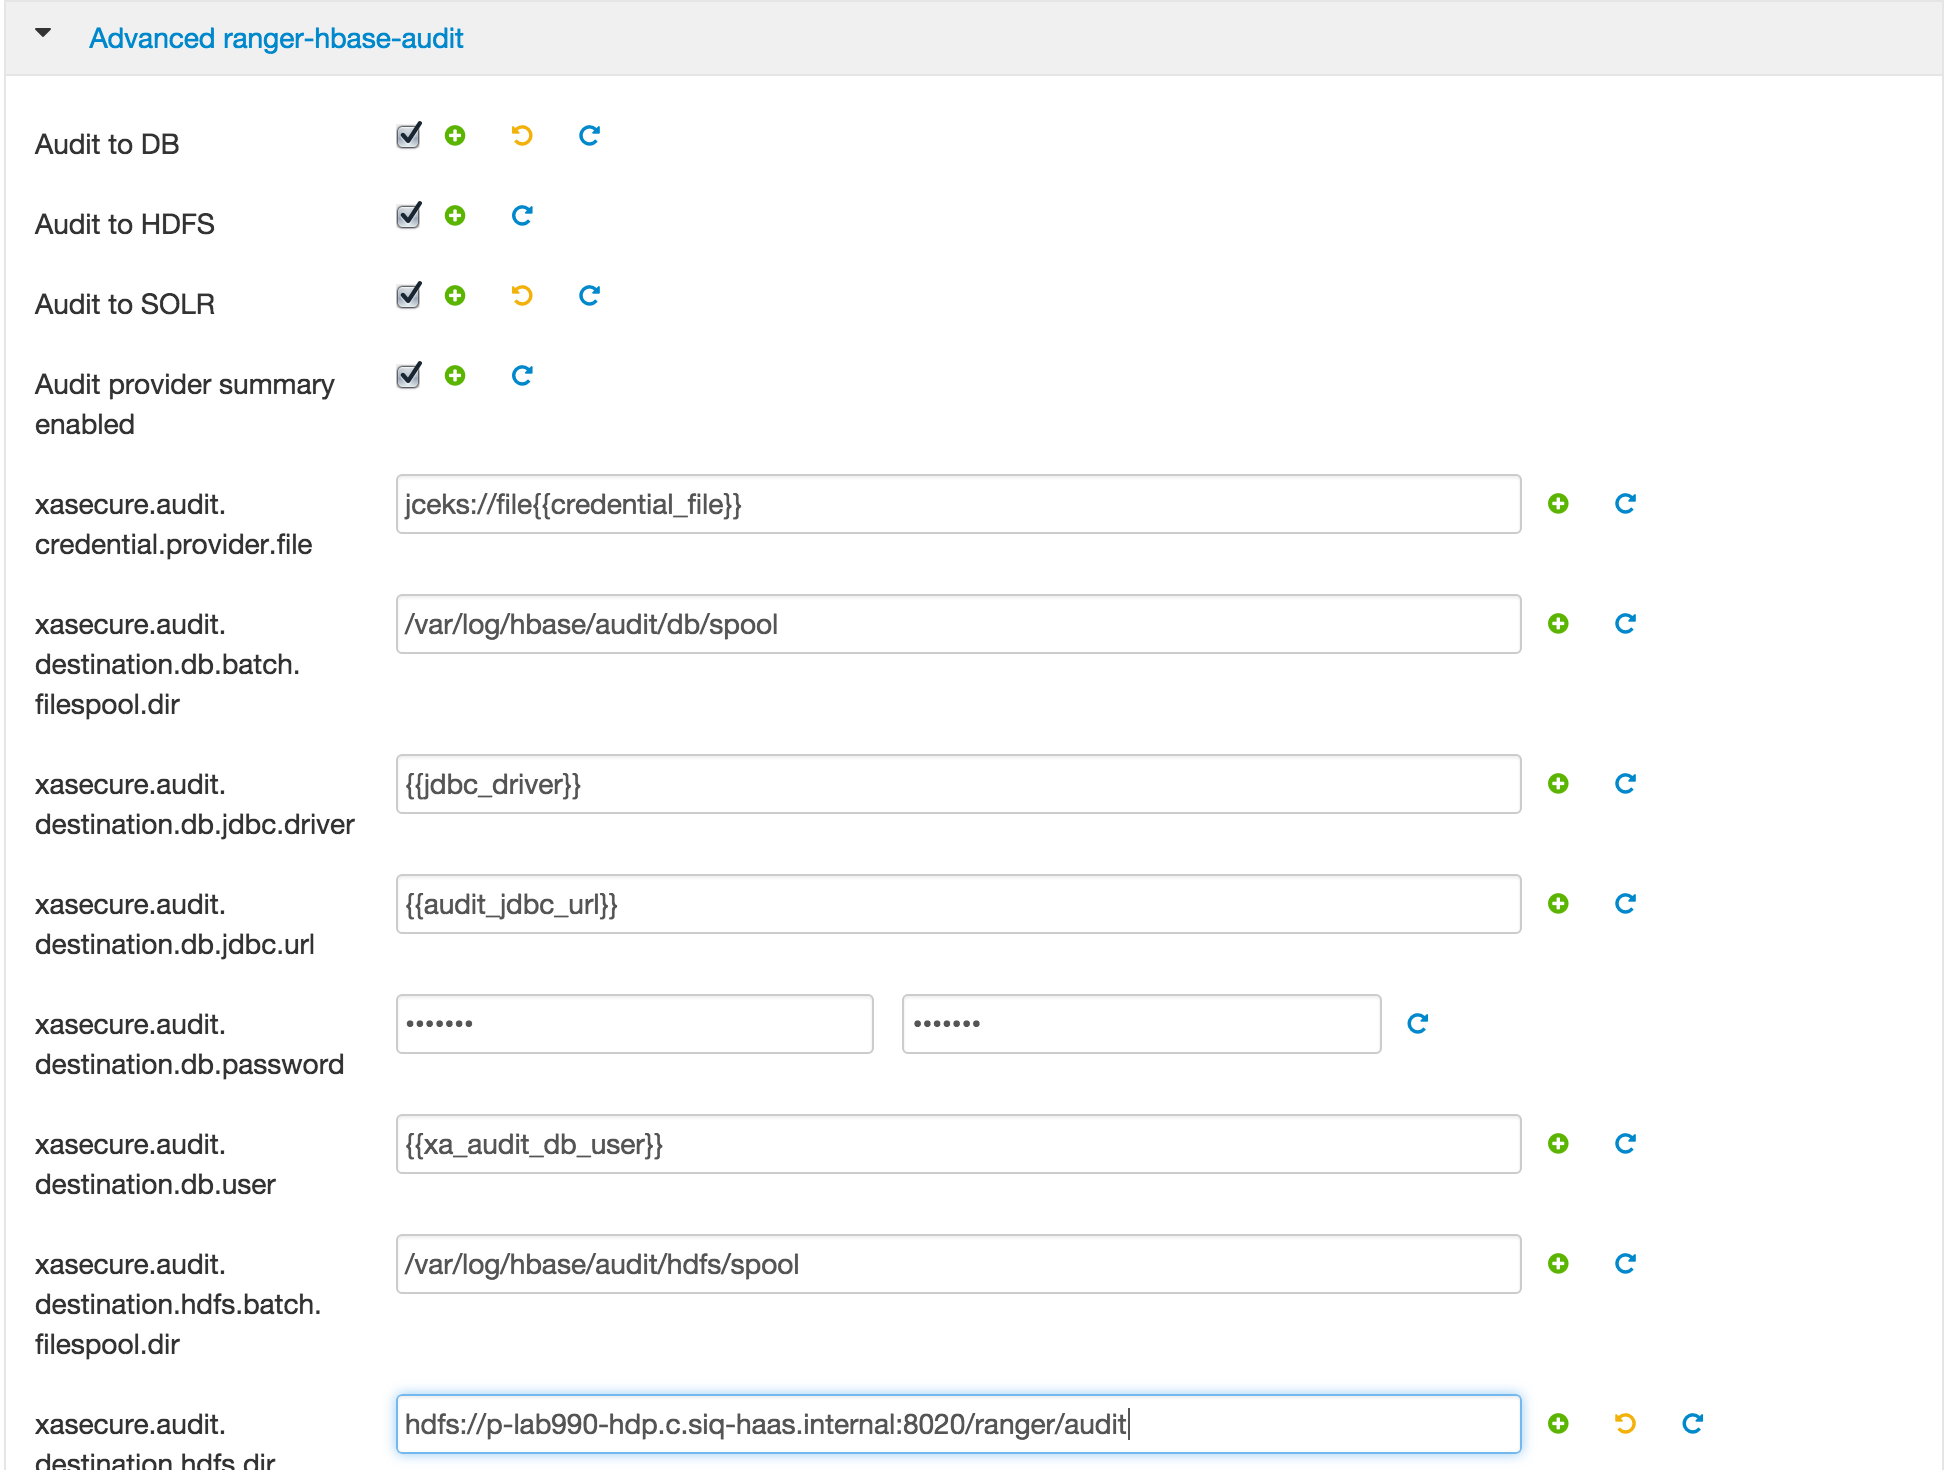 Advanced ranger-hbase-audit
Audit to DB
Audit to HDFS
Audit to SOLR
Audit provider summary
enabled
xasecure.audit.
credential.provider.file
jceks://file{{credential_file}}
xasecure.audit.
destination.db.batch.
filespool.dir
/var/log/hbase/audit/db/spool
xasecure.audit.
destination.db.jdbc.driver
{{jdbc_driver}}
xasecure.audit.
destination.db.jdbc.url
{{audit_jdbc_url}}
xasecure.audit.
destination.db.password
•••••••
•••••••
xasecure.audit.
destination.db.user
{{xa_audit_db_user}}
xasecure.audit.
destination.hdfs.batch.
filespool.dir
/var/log/hbase/audit/hdfs/spool
xasecure.audit.
destination.hdfs.dir
hdfs://p-lab990-hdp.c.siq-haas.internal:8020/ranger/audit